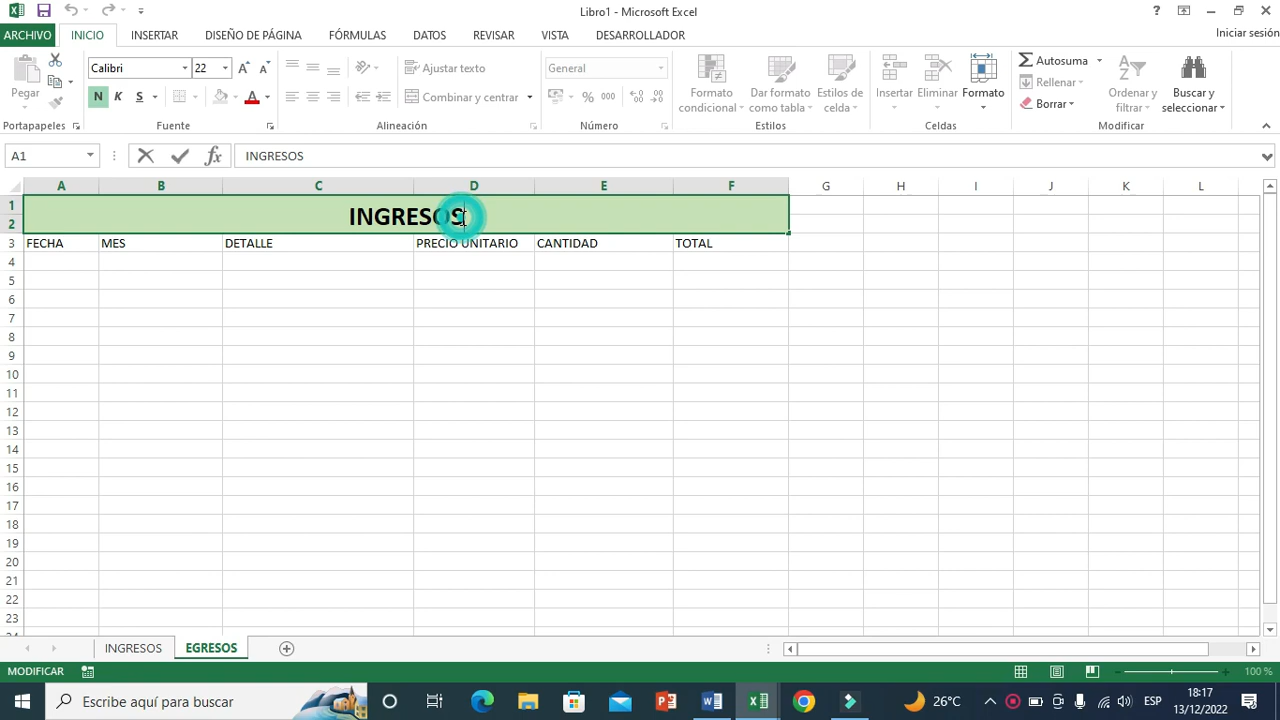 Libro1 - Microsoft Excel
?
ARCHIVO INICIO INSERTAR DISEÑO DE PÁGINA FÓRMULAS DATOS REVISAR VISTA DESARROLLADOR Iniciar sesión
Pegar
Calibri 22 A A
N K S A
Ajustar texto
Combinar y centrar
General
% 000
Formato condicional
Dar formato como tabla
Estilos de celda
Insertar Eliminar Formato
Autosuma
Rellenar
Borrar
Ordenar y filtrar
Buscar y seleccionar
Portapapeles Fuente Alineación Número Estilos Celdas Modificar
A1 fx INGRESOS
A B C D E F G H I J K L
1 INGRESOS
2
3 FECHA MES DETALLE PRECIO UNITARIO CANTIDAD TOTAL
4
5
6
7
8
9
10
11
12
13
14
15
16
17
18
19
20
21
22
23
INGRESOS EGRESOS
MODIFICAR 100 %
Escribe aquí para buscar 26°C ESP 18:17
13/12/2022